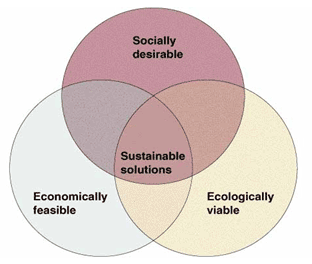 Socially
desirable
Sustainable
solutions
Economically
feasible
Ecologically
viable